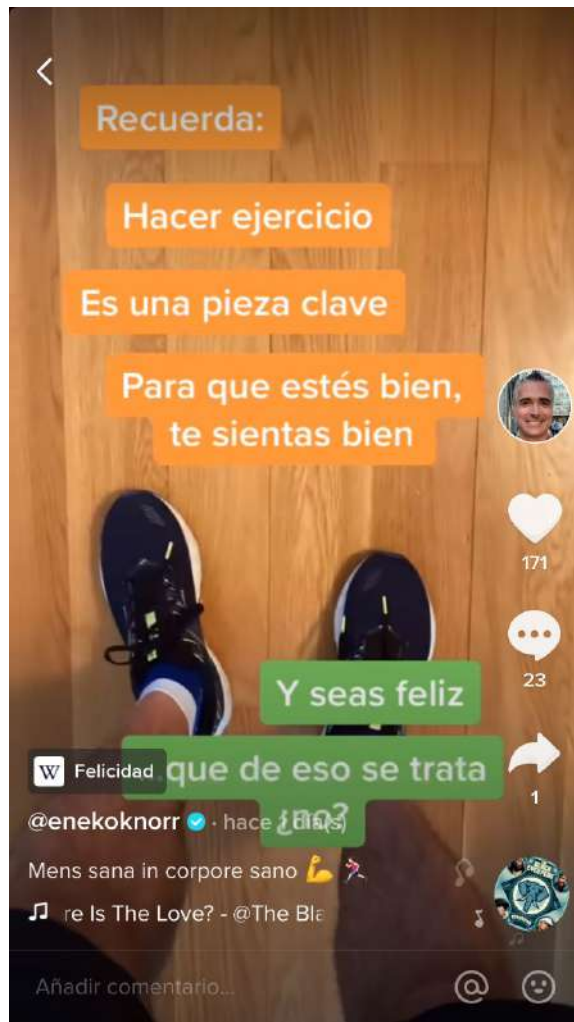 Recuerda:
Hacer ejercicio
Es una pieza clave
Para que estés bien,
te sientas bien
171
23
Y seas feliz
W Felicidad
que de eso se trata
¿no?
1
@enekoknorr · hace
Mens sana in corpore sano
re Is The Love? - @The Bla
Añadir comentario...